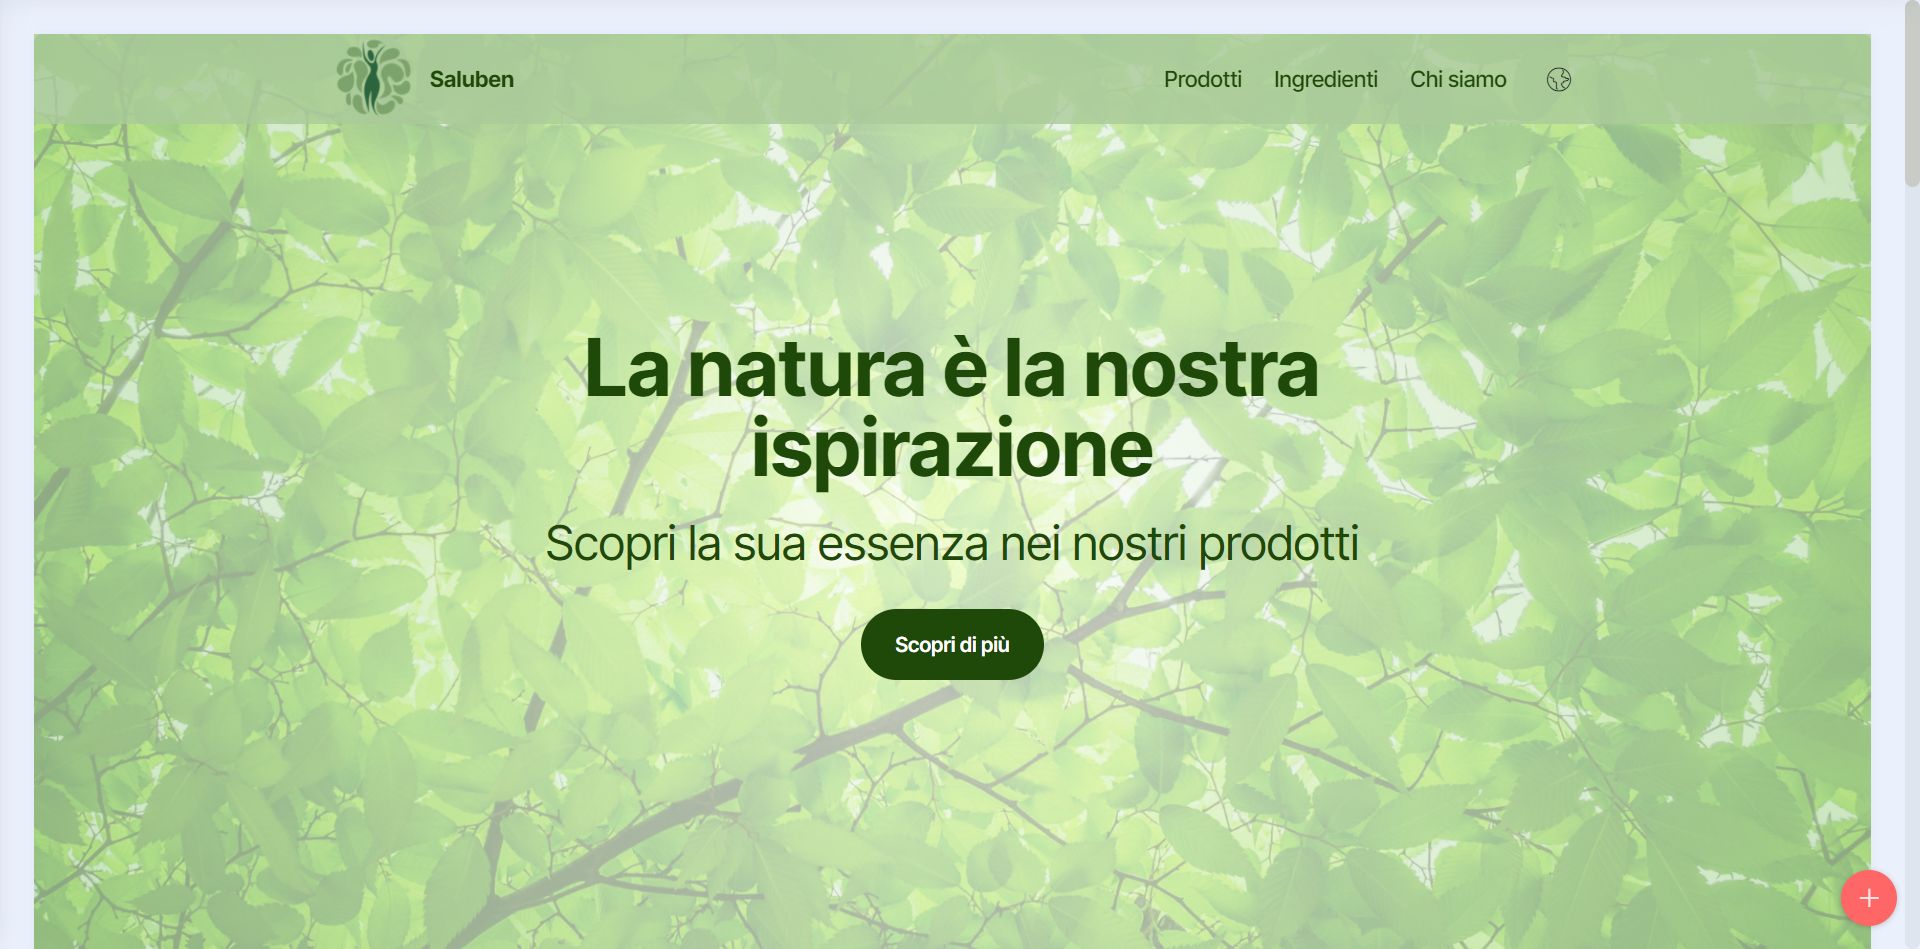 Saluben
Prodotti
Ingredienti
Chi siamo
La natura è la nostra
ispirazione
Scopri la sua essenza nei nostri prodotti
Scopri di più